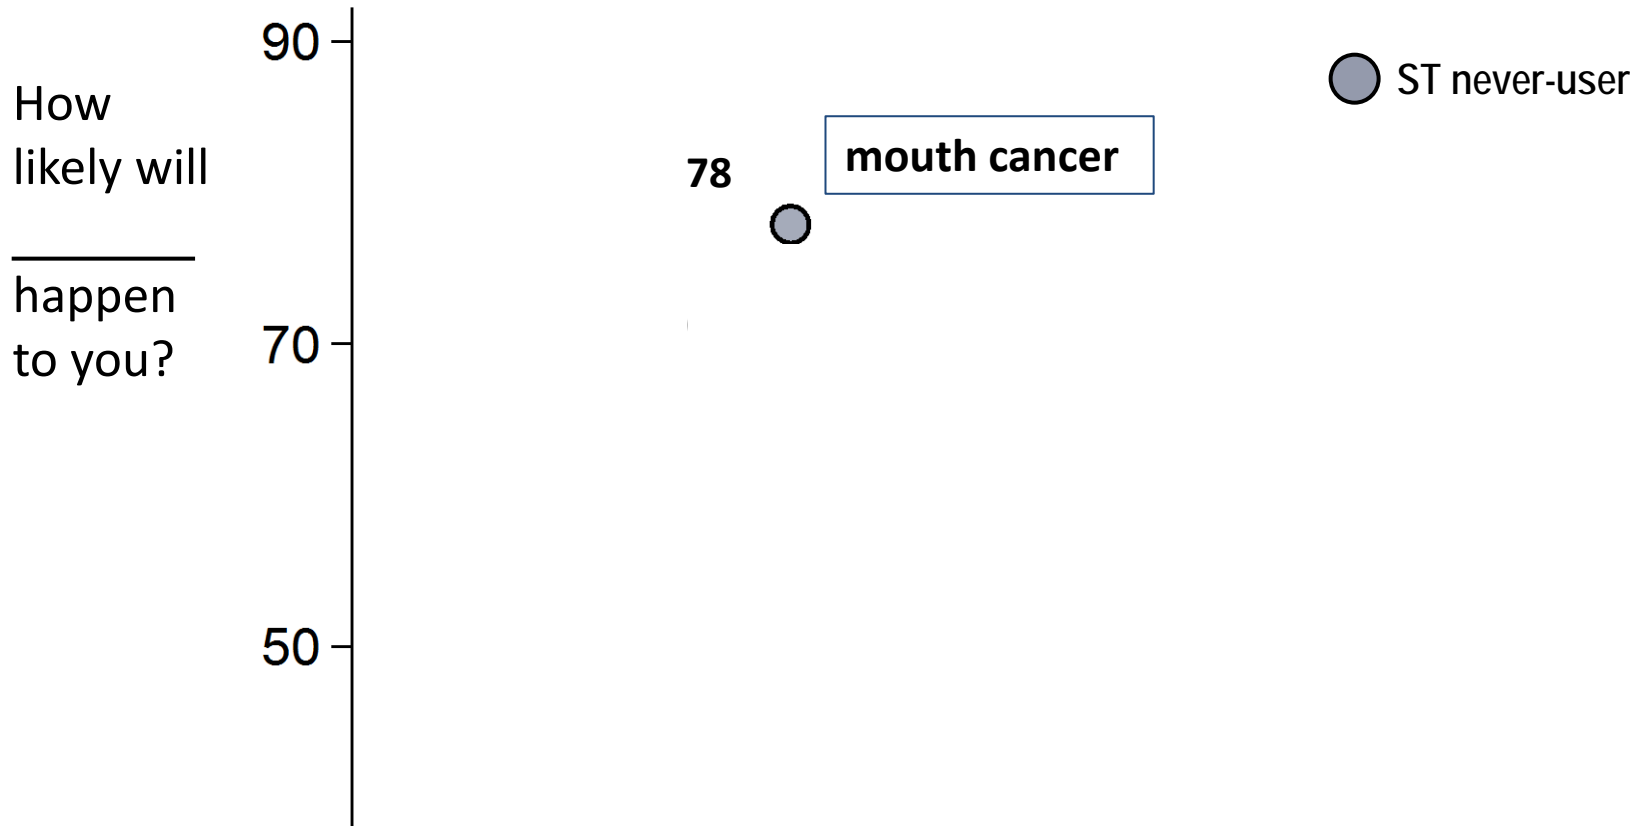 How
likely will
happen
to you?
90
70
50
78
mouth cancer
ST never-user